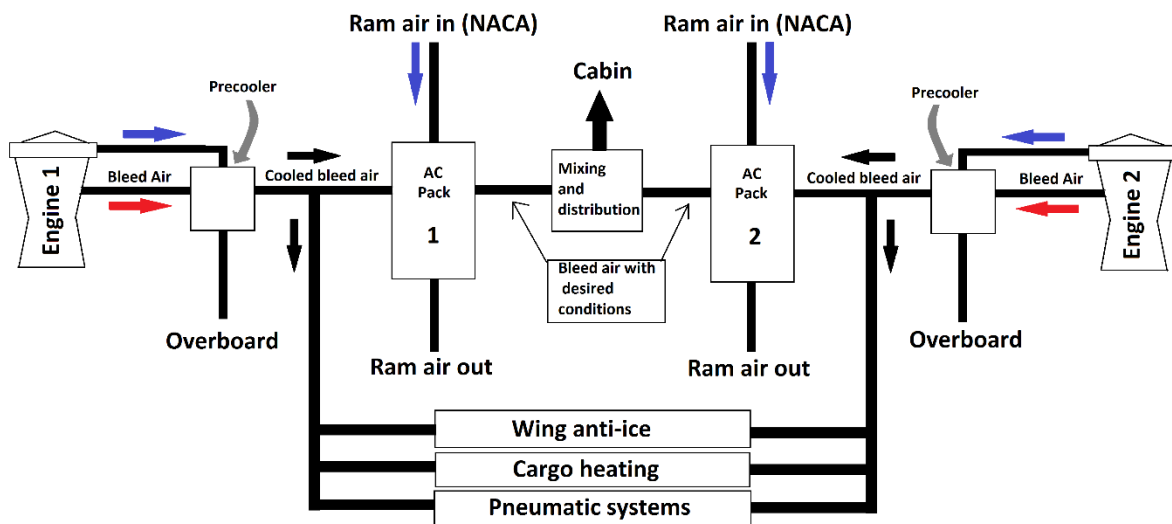 Ram air in (NACA)
Ram air in (NACA)
Cabin
Precooler
Precooler
Engine 1
Bleed Air
Cooled bleed air
AC
Pack
1
Mixing
and
distribution
AC
Pack
2
Cooled bleed air
Bleed Air
Engine 2
Bleed air with
desired
conditions
Overboard
Ram air out
Ram air out
Overboard
Wing anti-ice
Cargo heating
Pneumatic systems